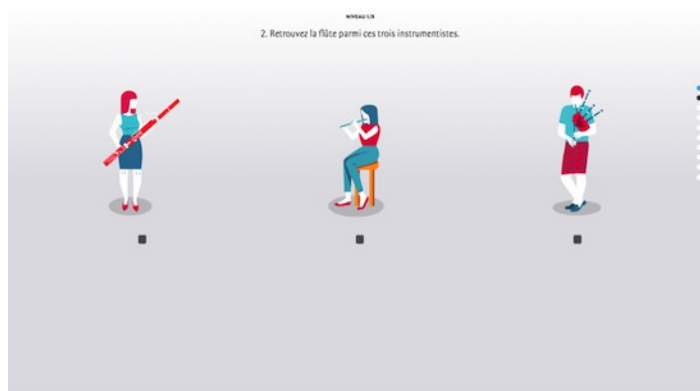 NIVEAU 1/3
2. Retrouvez la flûte parmi ces trois instrumentistes.